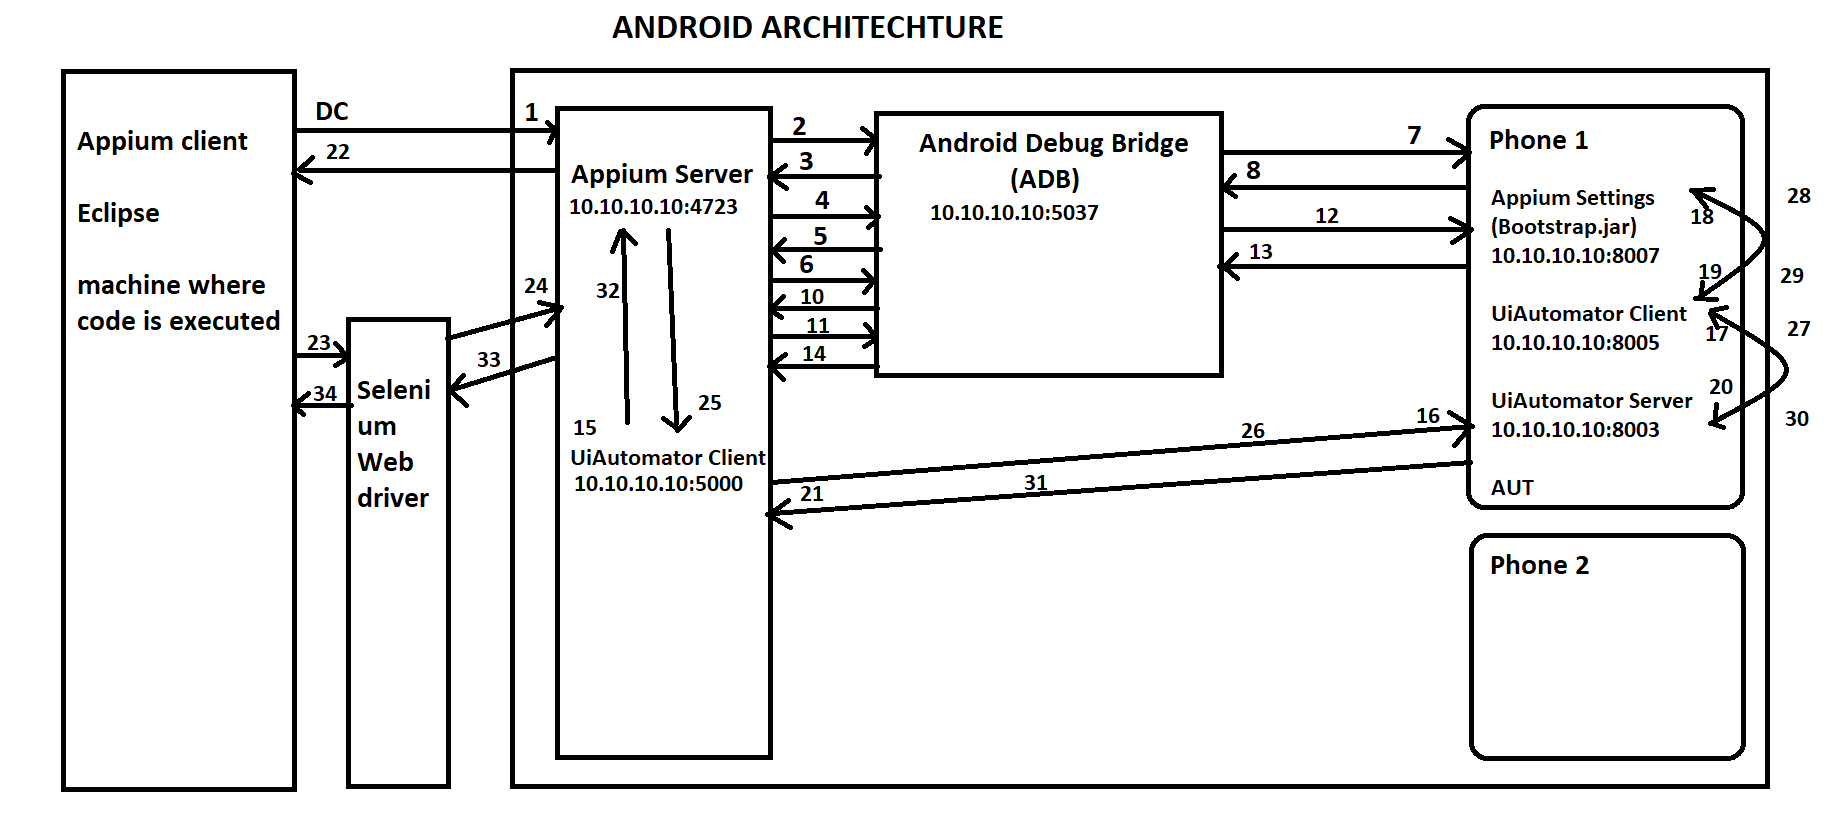 ANDROID ARCHITECHTURE
Appium client
Eclipse
machine where
code is executed
DC
1
22
23
34
Seleni
um
Web
driver
24
33
Appium Server
10.10.10.10:4723
32
25
15
UiAutomator Client
10.10.10.10:5000
2
3
4
5
6
10
11
14
Android Debug Bridge
(ADB)
10.10.10.10:5037
7
8
12
13
26
16
21
31
Phone 1
Appium Settings
(Bootstrap.jar)
10.10.10.10:8007
UiAutomator Client
10.10.10.10:8005
UiAutomator Server
10.10.10.10:8003
AUT
18
19
17
20
28
29
27
30
Phone 2